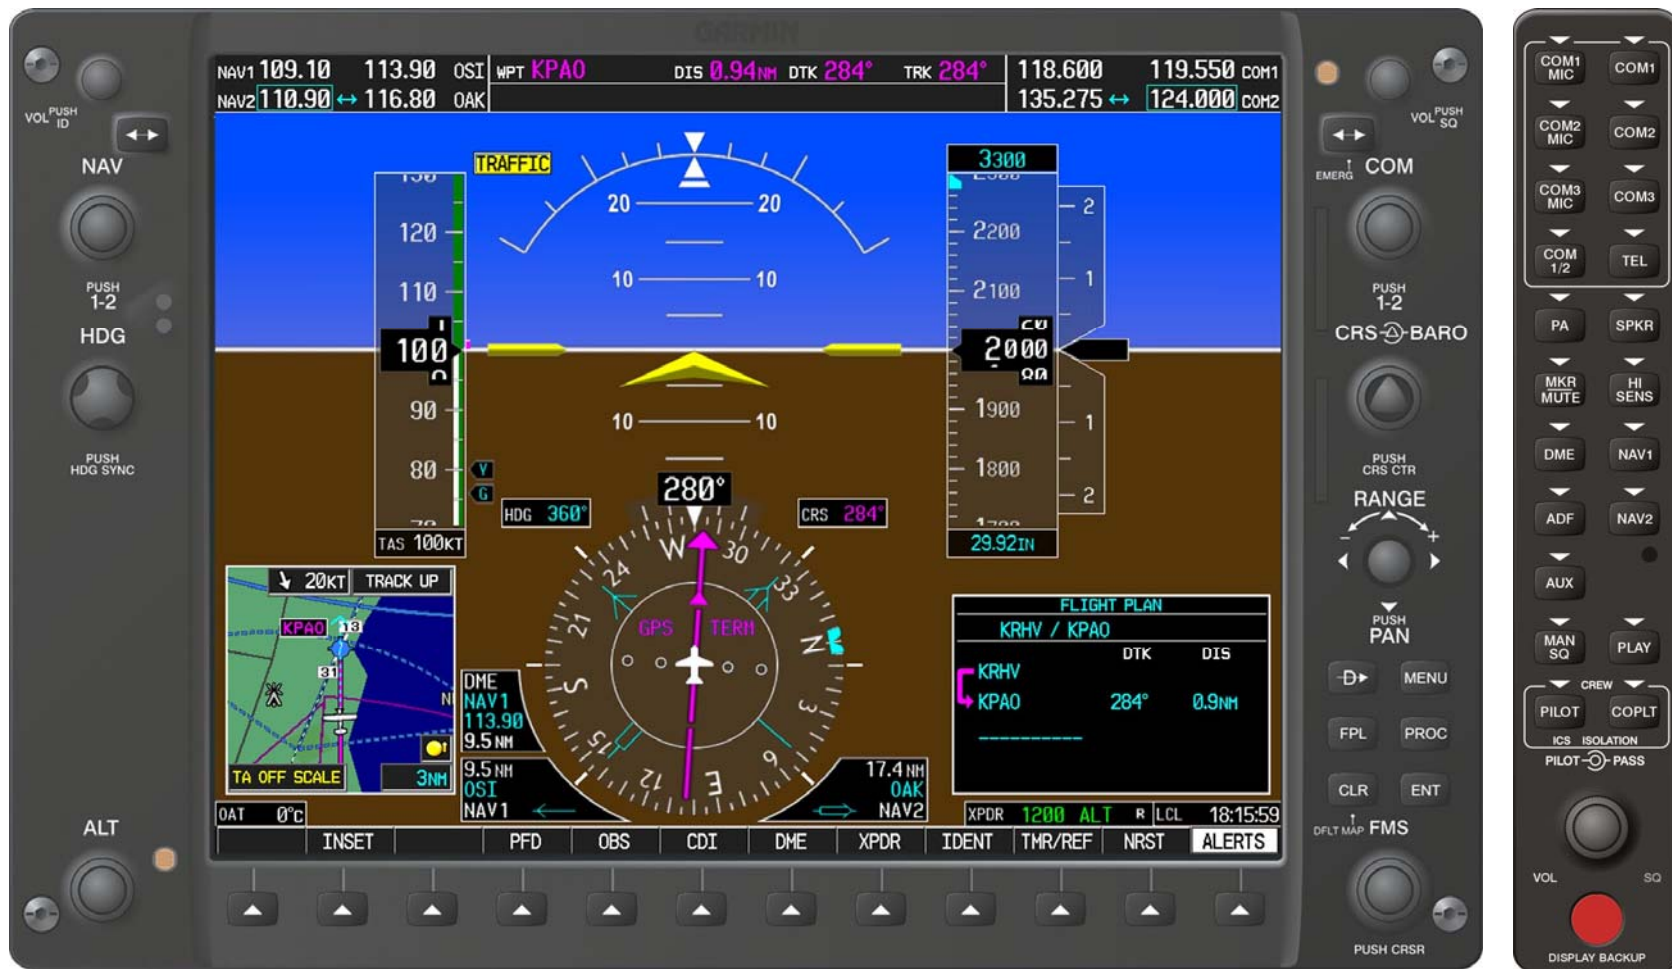 GARMIN
NAV1 109.10 113.90 OSI
NAV2 110.90 ↔ 116.80 OAK
WPT KPAO DIS 0.94NM DTK 284° TRK 284°
118.600 119.550 COM1
135.275 ↔ 124.000 COM2
VOL PUSH ID
NAV
PUSH 1-2
HDG
PUSH HDG SYNC
ALT
TRAFFIC
120
110
100
90
80
TAS 100KT
20 20
10 10
10 10
V
G
3300
2200
2100
2000
80
1900
1800
29.92IN
2
1
1
2
280°
HDG 360°
CRS 284°
W 30 33 N 3 6 E 12 15 S 21 24
GPS TERM
20KT TRACK UP
KPAO
13
31
TA OFF SCALE
3NM
DME
NAV1
113.90
9.5 NM
9.5 NM
OSI
NAV1
17.4 NM
OAK
NAV2
FLIGHT PLAN
KRHV / KPAO
DTK DIS
KRHV
KPAO 284° 0.9NM
OAT 0°C
XPDR 1200 ALT R LCL 18:15:59
INSET PFD OBS CDI DME XPDR IDENT TMR/REF NRST ALERTS
VOL PUSH SQ
EMERG
COM
PUSH 1-2
CRS BARO
PUSH CRS CTR
RANGE
- +
PUSH PAN
D MENU
FPL PROC
CLR ENT
DFLT MAP FMS
PUSH CRSR
COM1 MIC COM1
COM2 MIC COM2
COM3 MIC COM3
COM 1/2 TEL
PA SPKR
MKR MUTE HI SENS
DME NAV1
ADF NAV2
AUX
MAN SQ PLAY
CREW
PILOT COPLT
ICS ISOLATION
PILOT PASS
VOL SQ
DISPLAY BACKUP